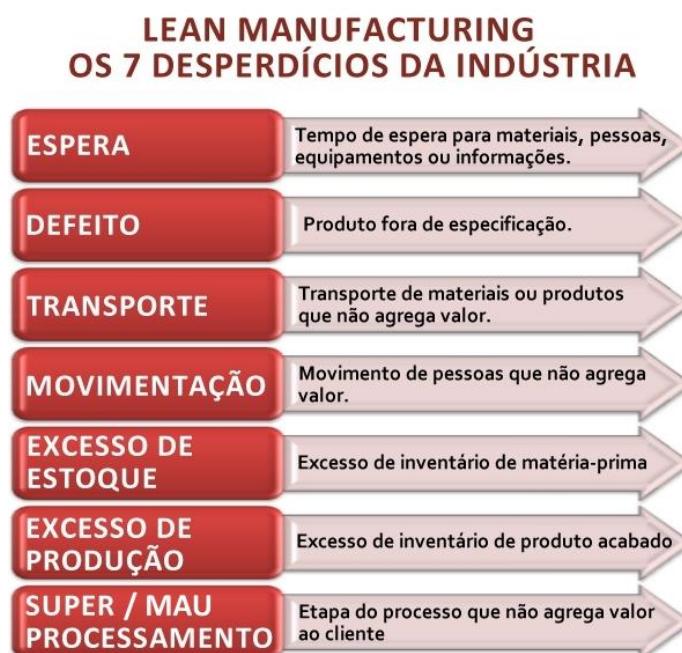 LEAN MANUFACTURING
OS 7 DESPERDÍCIOS DA INDÚSTRIA
ESPERA
Tempo de espera para materiais, pessoas,
equipamentos ou informações.
DEFEITO
Produto fora de especificação.
TRANSPORTE
Transporte de materiais ou produtos
que não agrega valor.
MOVIMENTAÇÃO
Movimento de pessoas que não agrega
valor.
EXCESSO DE
ESTOQUE
Excesso de inventário de matéria-prima
EXCESSO DE
PRODUÇÃO
Excesso de inventário de produto acabado
SUPER / MAU
PROCESSAMENTO
Etapa do processo que não agrega valor
ao cliente